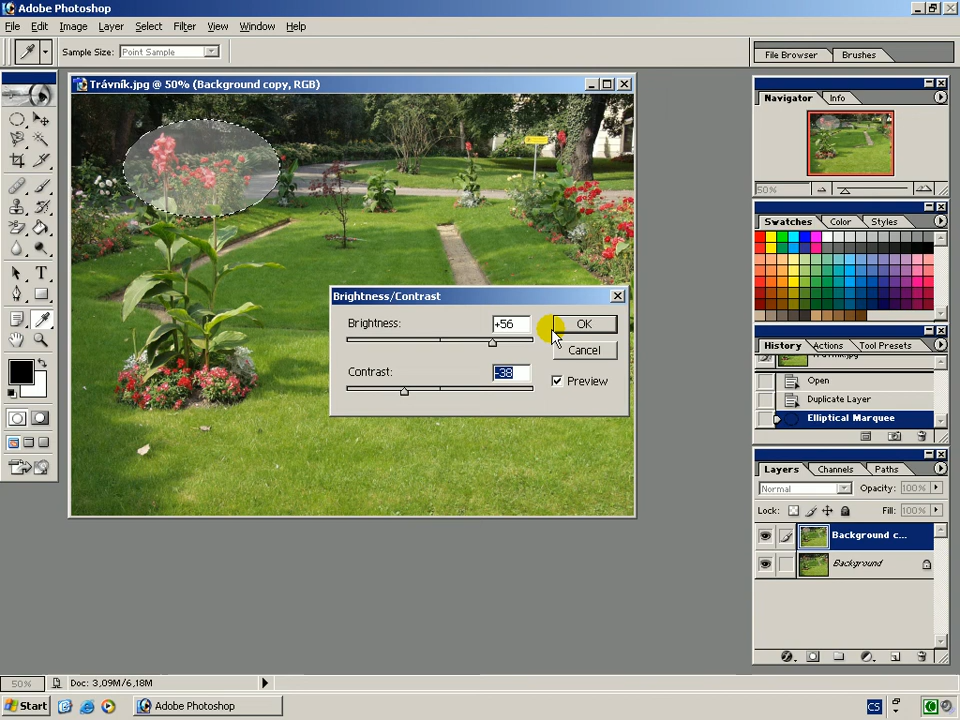 Adobe Photoshop
File Edit Image Layer Select Filter View Window Help
Sample Size: Point Sample
File Browser Brushes
Trávník.jpg @ 50% (Background copy, RGB)
Navigator Info
50%
Swatches Color Styles
Brightness/Contrast
Brightness: +56 OK
Cancel
Contrast: -38
Preview
History Actions Tool Presets
Trávník.jpg
Open
Duplicate Layer
Elliptical Marquee
Layers Channels Paths
Normal Opacity: 100%
Lock: Fill: 100%
Background c...
Background
50% Doc: 3,09M/6,18M
Start Adobe Photoshop CS